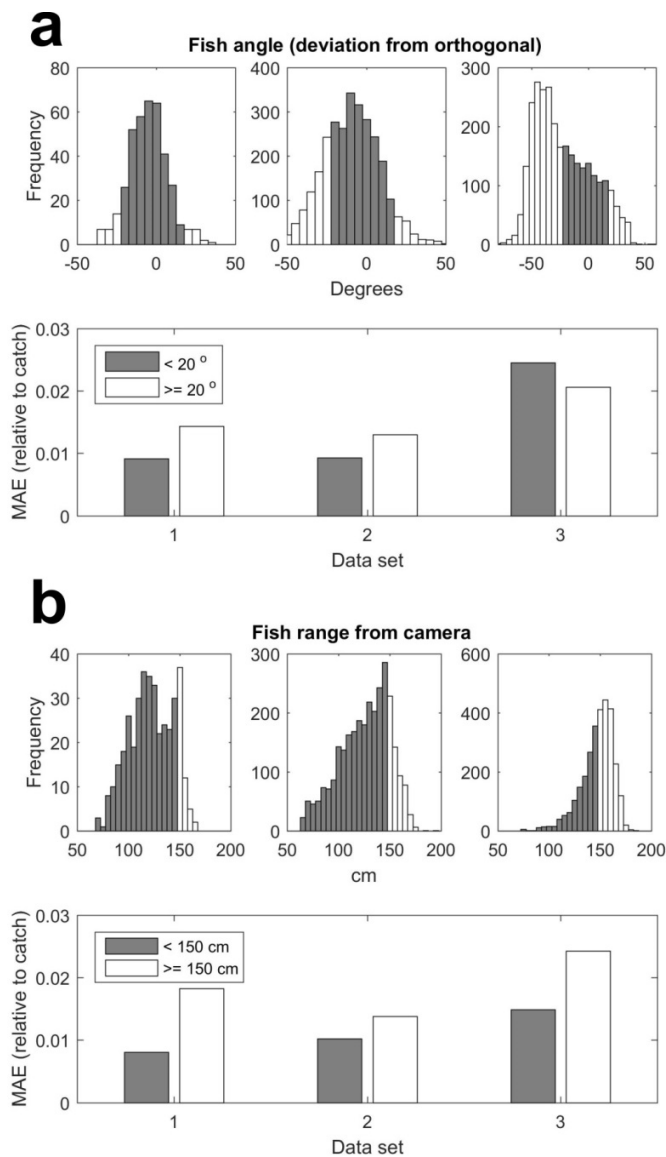 a
Fish angle (deviation from orthogonal)
Frequency
80
60
40
20
0
-50 0 50
400
300
200
100
0
-50 0 50
300
200
100
0
-50 0 50
Degrees
MAE (relative to catch)
0.03
0.02
0.01
0
< 20 o
>= 20 o
1 2 3
Data set
b
Fish range from camera
Frequency
40
30
20
10
0
50 100 150 200
300
200
100
0
50 100 150 200
600
400
200
0
50 100 150 200
cm
MAE (relative to catch)
0.03
0.02
0.01
0
< 150 cm
>= 150 cm
1 2 3
Data set